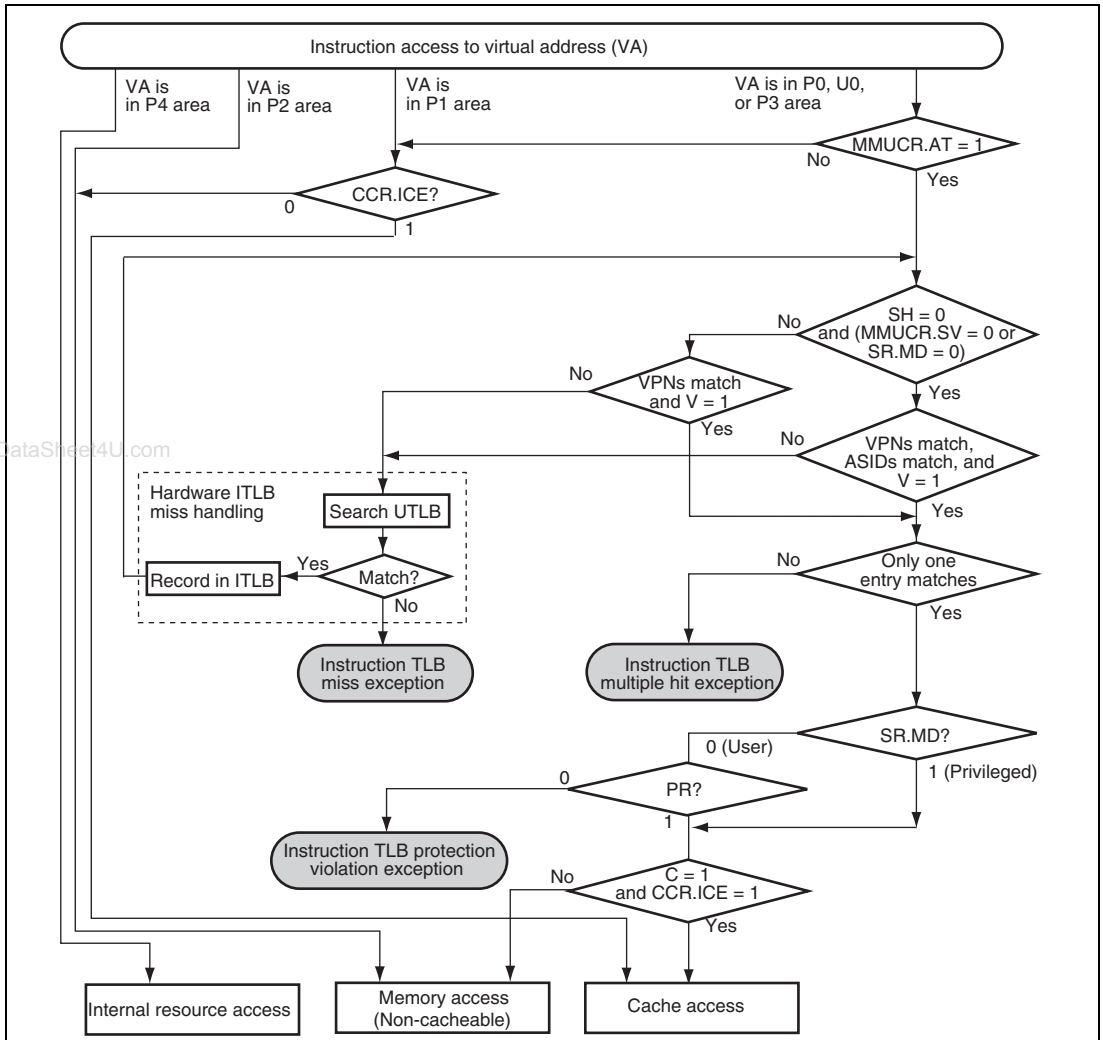 Instruction access to virtual address (VA)
VA is
in P4 area
VA is
in P2 area
VA is
in P1 area
VA is in P0, U0,
or P3 area
MMUCR.AT = 1
No
Yes
CCR.ICE?
0
1
SH = 0
and (MMUCR.SV = 0 or
SR.MD = 0)
No
Yes
VPNs match
and V = 1
No
Yes
VPNs match,
ASIDs match, and
V = 1
No
Yes
DataSheet4U.com
Hardware ITLB
miss handling
Search UTLB
Match?
Yes
No
Record in ITLB
Only one
entry matches
No
Yes
Instruction TLB
miss exception
Instruction TLB
multiple hit exception
SR.MD?
0 (User)
1 (Privileged)
PR?
0
1
Instruction TLB protection
violation exception
C = 1
and CCR.ICE = 1
No
Yes
Internal resource access
Memory access
(Non-cacheable)
Cache access